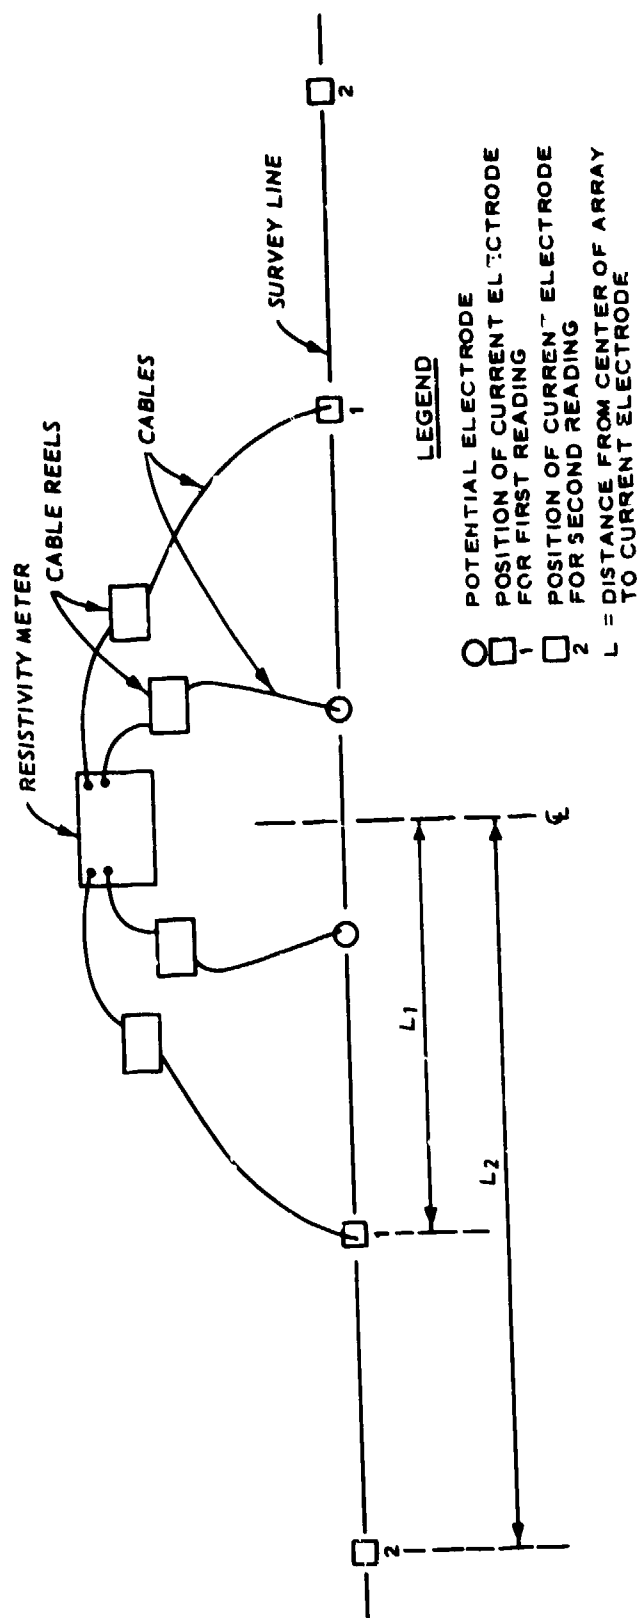 RESISTIVITY METER
CABLE REELS
CABLES
SURVEY LINE
1
2
1
2
L1
L2
℄
LEGEND
POTENTIAL ELECTRODE
1 POSITION OF CURRENT ELECTRODE
FOR FIRST READING
2 POSITION OF CURRENT ELECTRODE
FOR SECOND READING
L = DISTANCE FROM CENTER OF ARRAY
TO CURRENT ELECTRODE